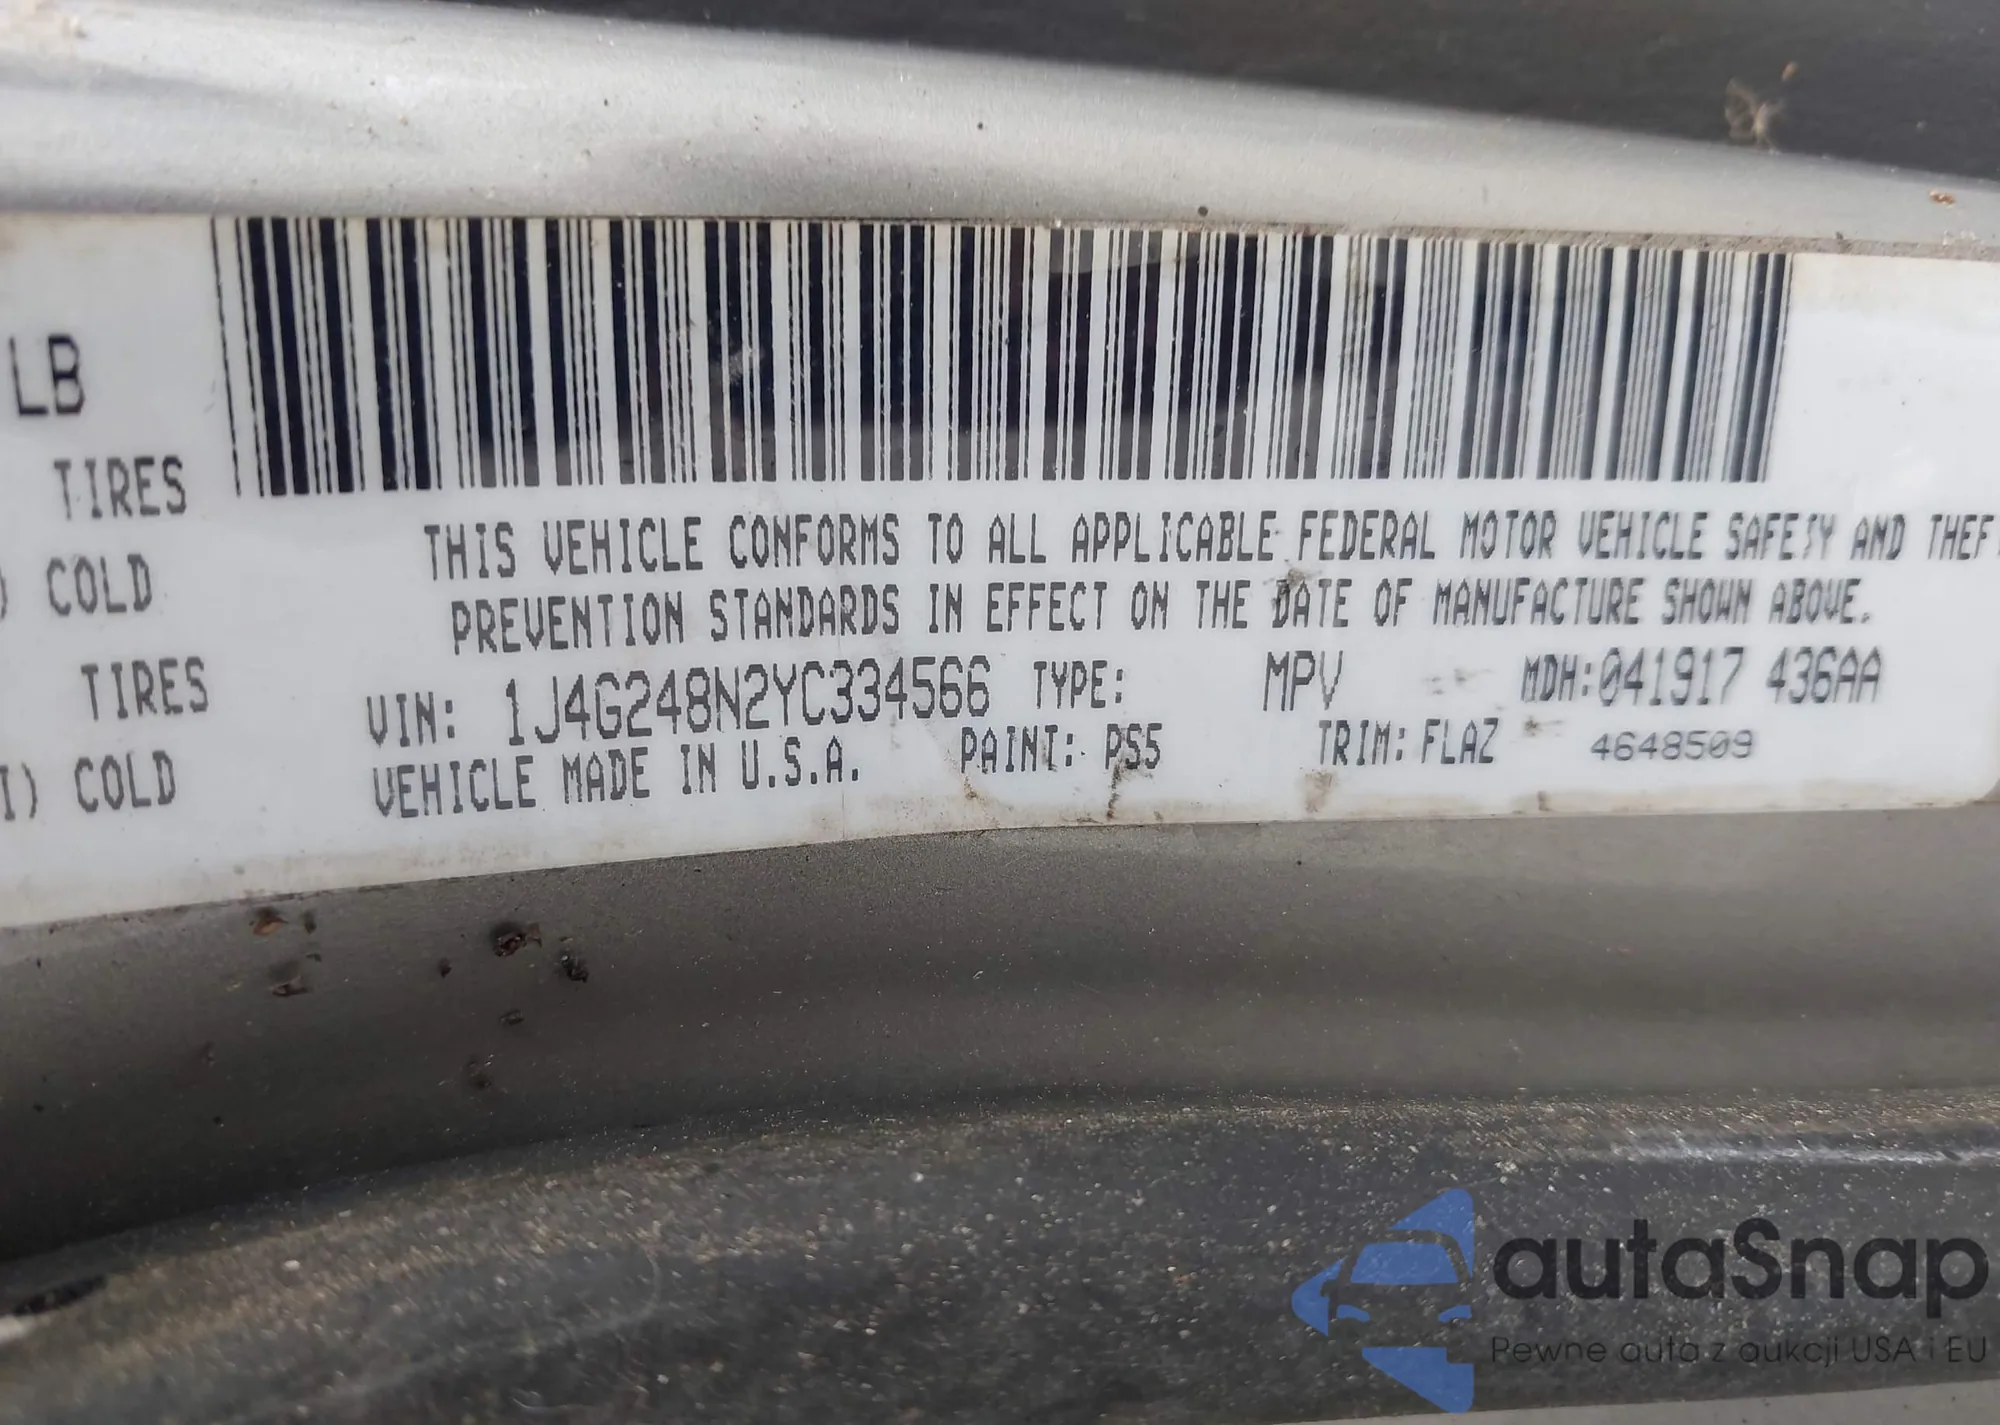 LB
TIRES
) COLD
TIRES
I) COLD
THIS VEHICLE CONFORMS TO ALL APPLICABLE FEDERAL MOTOR VEHICLE SAFETY AND THEF
PREVENTION STANDARDS IN EFFECT ON THE DATE OF MANUFACTURE SHOWN ABOVE.
VIN: 1J4G248N2YC334566 TYPE: MPV MDH:041917 436AA
VEHICLE MADE IN U.S.A. PAINT: PS5 TRIM: FLAZ 4648509
autaSnap
Pewne auta z aukcji USA i EU